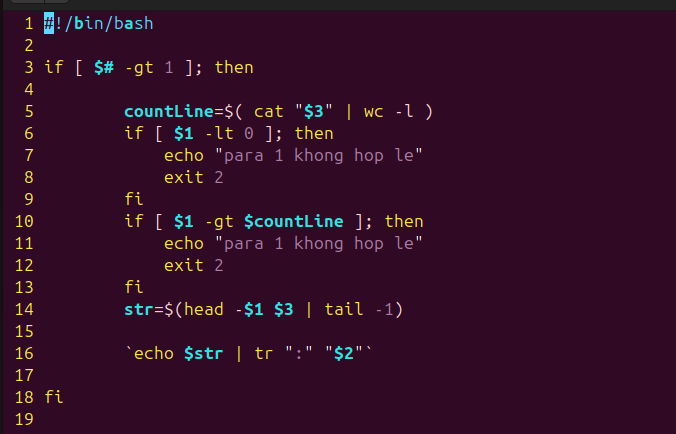 1 #!/bin/bash
2
3 if [ $# -gt 1 ]; then
4
5         countLine=$( cat "$3" | wc -l )
6         if [ $1 -lt 0 ]; then
7             echo "para 1 khong hop le"
8             exit 2
9         fi
10         if [ $1 -gt $countLine ]; then
11             echo "para 1 khong hop le"
12             exit 2
13         fi
14         str=$(head -$1 $3 | tail -1)
15
16         `echo $str | tr ":" "$2"`
17
18 fi
19